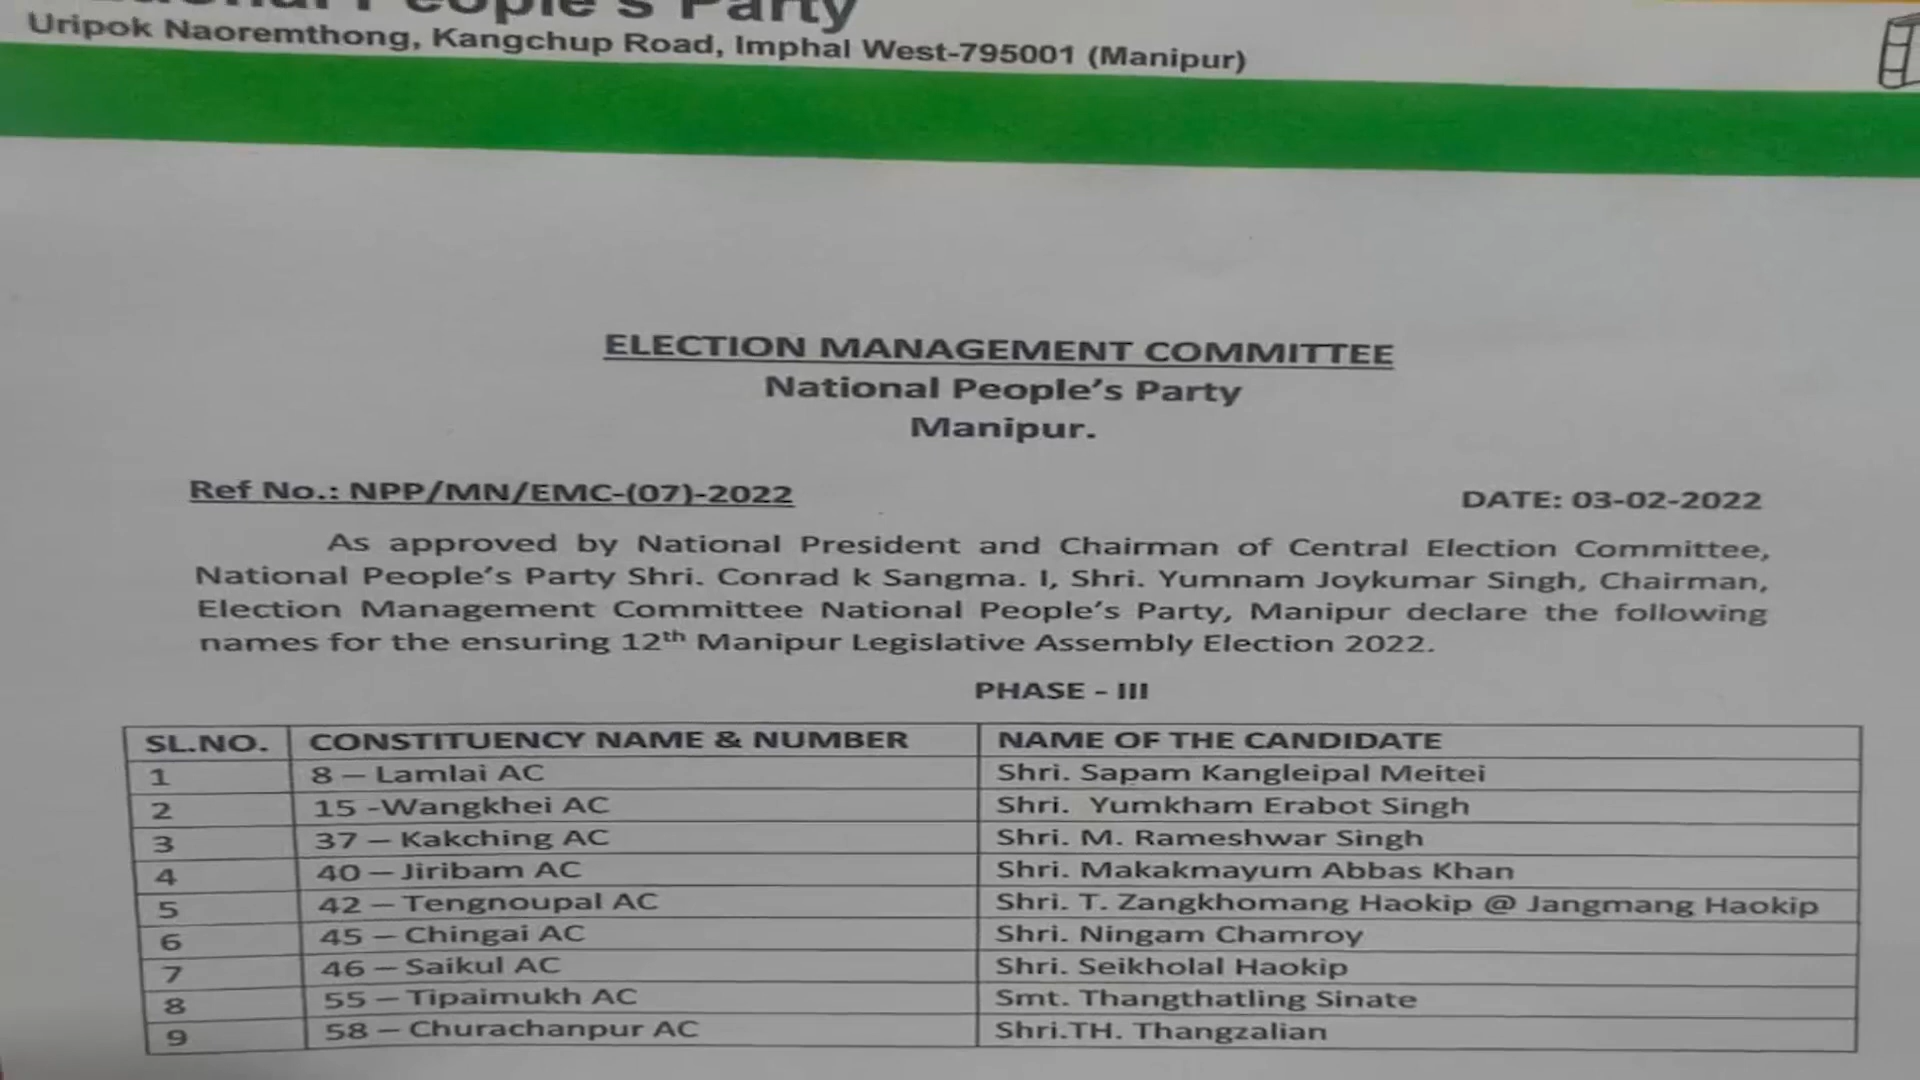 People's Party
Uripok Naoremthong, Kangchup Road, Imphal West-795001 (Manipur)
ELECTION MANAGEMENT COMMITTEE
National People's Party
Manipur.
Ref No.: NPP/MN/EMC-(07)-2022 DATE: 03-02-2022
As approved by National President and Chairman of Central Election Committee,
National People's Party Shri. Conrad k Sangma. I, Shri. Yumnam Joykumar Singh, Chairman,
Election Management Committee National People's Party, Manipur declare the following
names for the ensuring 12th Manipur Legislative Assembly Election 2022.
PHASE - III
SL.NO. CONSTITUENCY NAME & NUMBER NAME OF THE CANDIDATE
1 8 – Lamlai AC Shri. Sapam Kangleipal Meitei
2 15 -Wangkhei AC Shri. Yumkham Erabot Singh
3 37 – Kakching AC Shri. M. Rameshwar Singh
4 40 – Jiribam AC Shri. Makakmayum Abbas Khan
5 42 – Tengnoupal AC Shri. T. Zangkhomang Haokip @ Jangmang Haokip
6 45 – Chingai AC Shri. Ningam Chamroy
7 46 – Saikul AC Shri. Seikholal Haokip
8 55 – Tipaimukh AC Smt. Thangthatling Sinate
9 58 – Churachanpur AC Shri.TH. Thangzalian